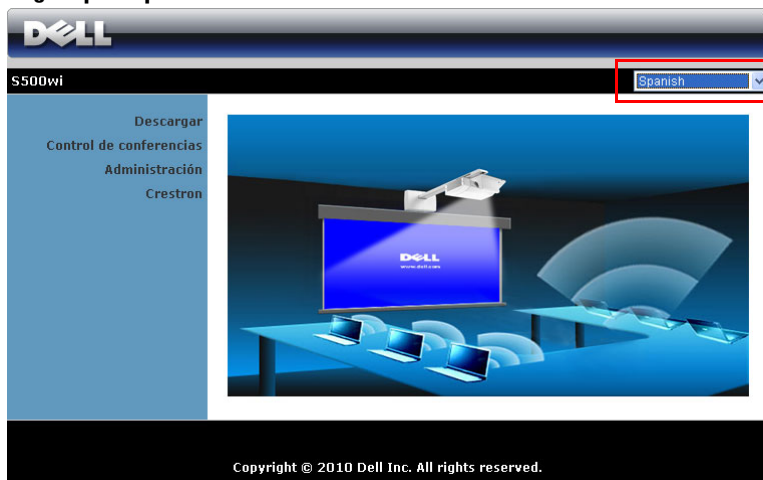 DELL
S500wi
Spanish
Descargar
Control de conferencias
Administración
Crestron
DELL
www.dell.com
Copyright © 2010 Dell Inc. All rights reserved.